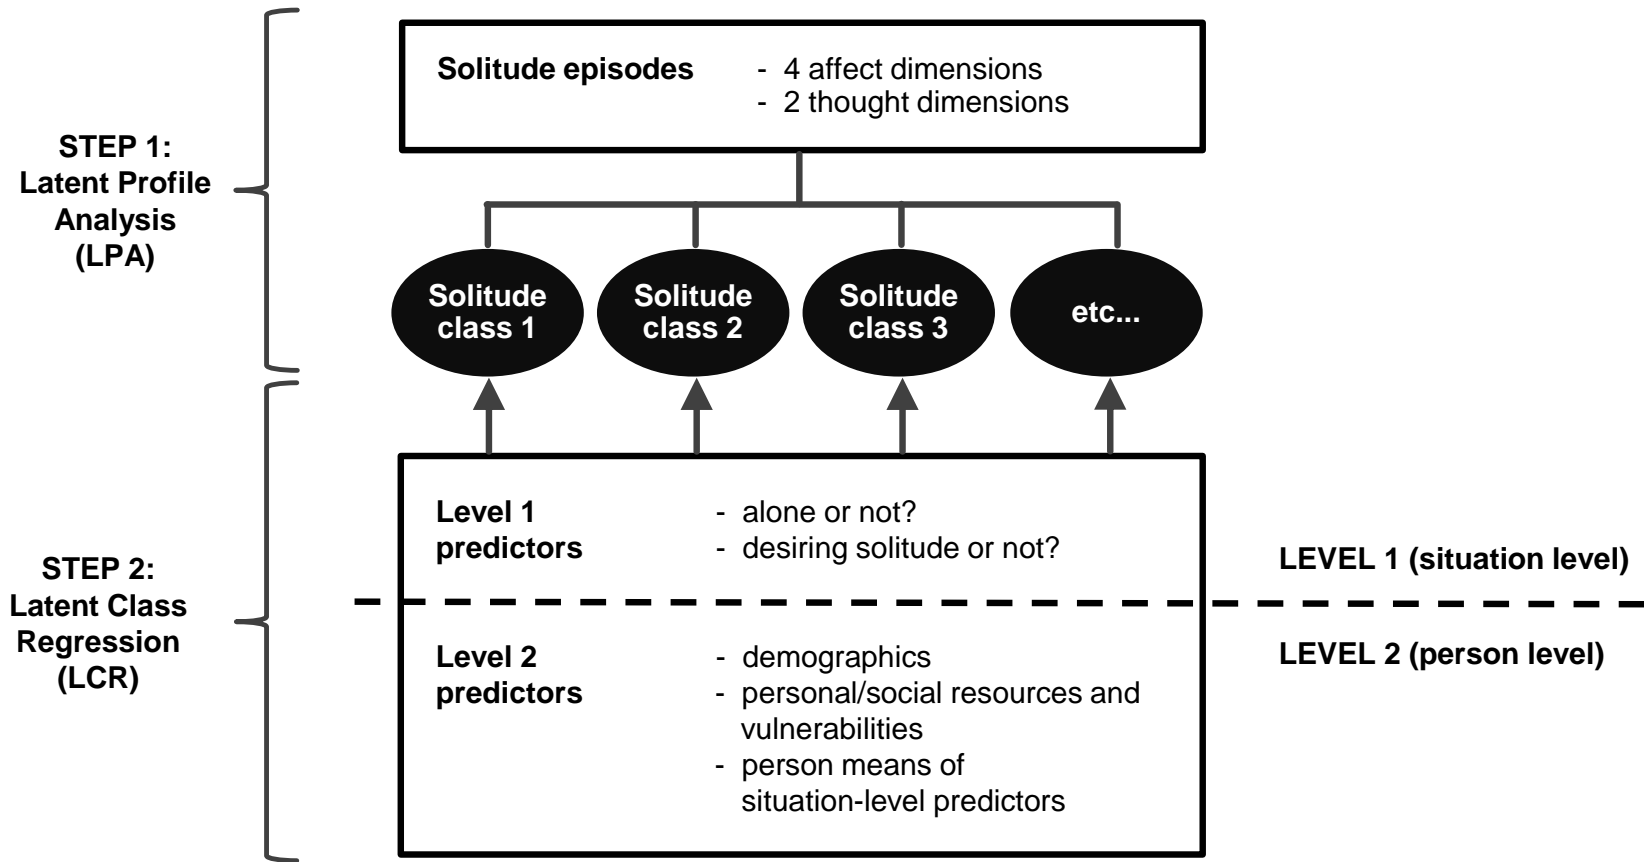 STEP 1:
Latent Profile
Analysis
(LPA)
Solitude episodes - 4 affect dimensions
- 2 thought dimensions
Solitude
class 1
Solitude
class 2
Solitude
class 3
etc...
STEP 2:
Latent Class
Regression
(LCR)
Level 1 - alone or not?
predictors - desiring solitude or not?
LEVEL 1 (situation level)
Level 2 - demographics
predictors - personal/social resources and
vulnerabilities
- person means of
situation-level predictors
LEVEL 2 (person level)